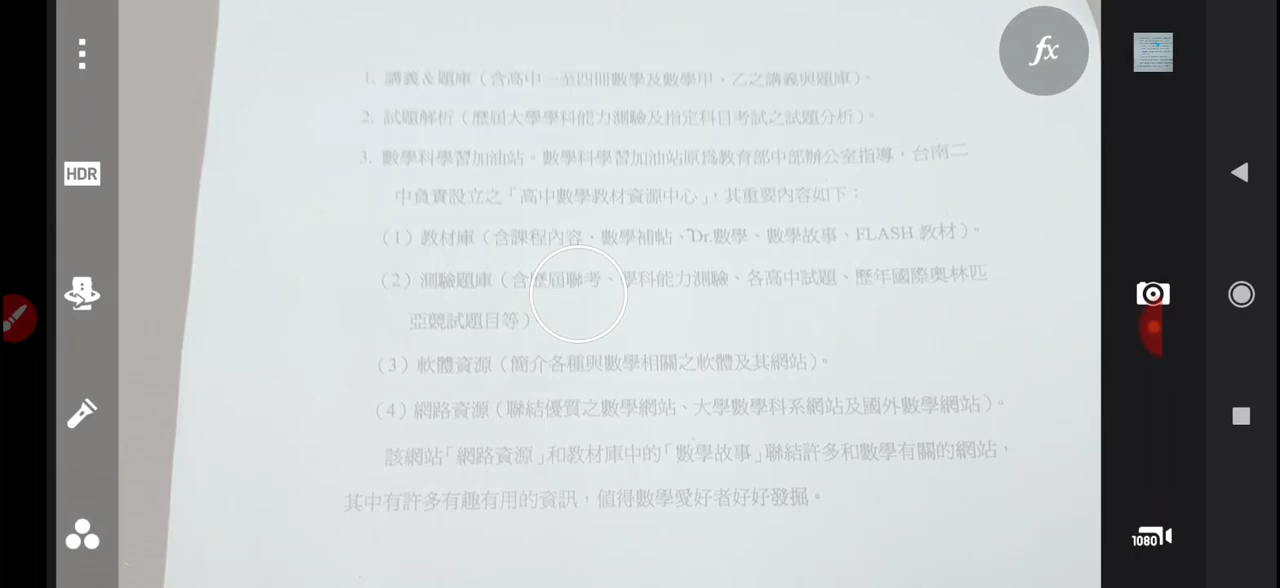 fx
HDR
1. 講義&題庫（含高中一至四冊數學及數學甲、乙之講義與題庫）。
2. 試題解析（歷屆大學學科能力測驗及指定科目考試之試題分析）。
3. 數學科學習加油站。數學科學習加油站原為教育部中部辦公室指導，台南二
中負實設立之「高中數學教材資源中心」，其重要內容如下：
（1）教材庫（含課程內容、數學補帖、Dr.數學、數學故事、FLASH 教材）。
（2）測驗題庫（含歷屆聯考、學科能力測驗、各高中試題、歷年國際奧林匹
亞競試題目等）
（3）軟體資源（簡介各種與數學相關之軟體及其網站）。
（4）網路資源（聯結優質之數學網站、大學數學科系網站及國外數學網站）。
該網站「網路資源」和教材庫中的「數學故事」聯結許多和數學有關的網站，
其中有許多有趣有用的資訊，值得數學愛好者好好發掘。
1080